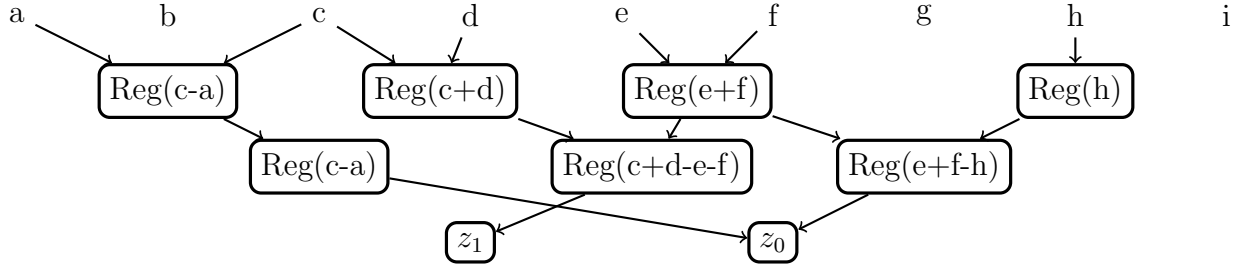 a b c d e f g h i
Reg(c-a) Reg(c+d) Reg(e+f) Reg(h)
Reg(c-a) Reg(c+d-e-f) Reg(e+f-h)
z₁ z₀